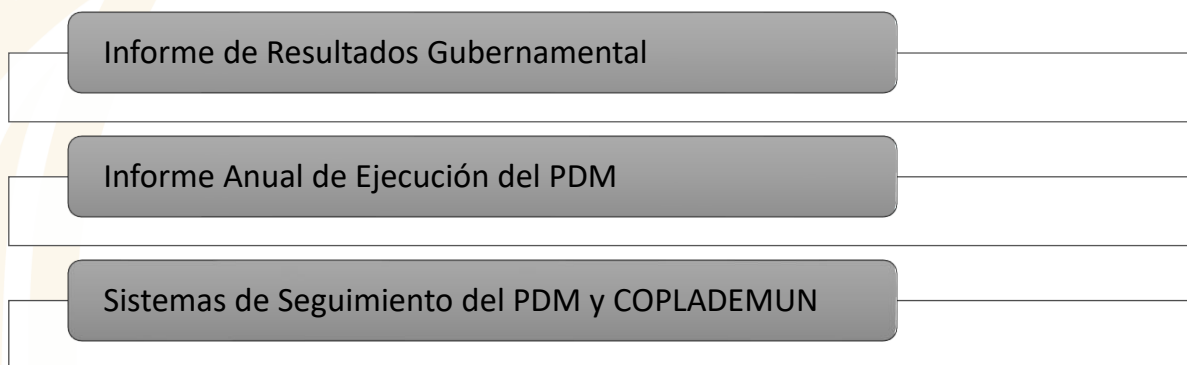 Informe de Resultados Gubernamental
Informe Anual de Ejecución del PDM
Sistemas de Seguimiento del PDM y COPLADEMUN